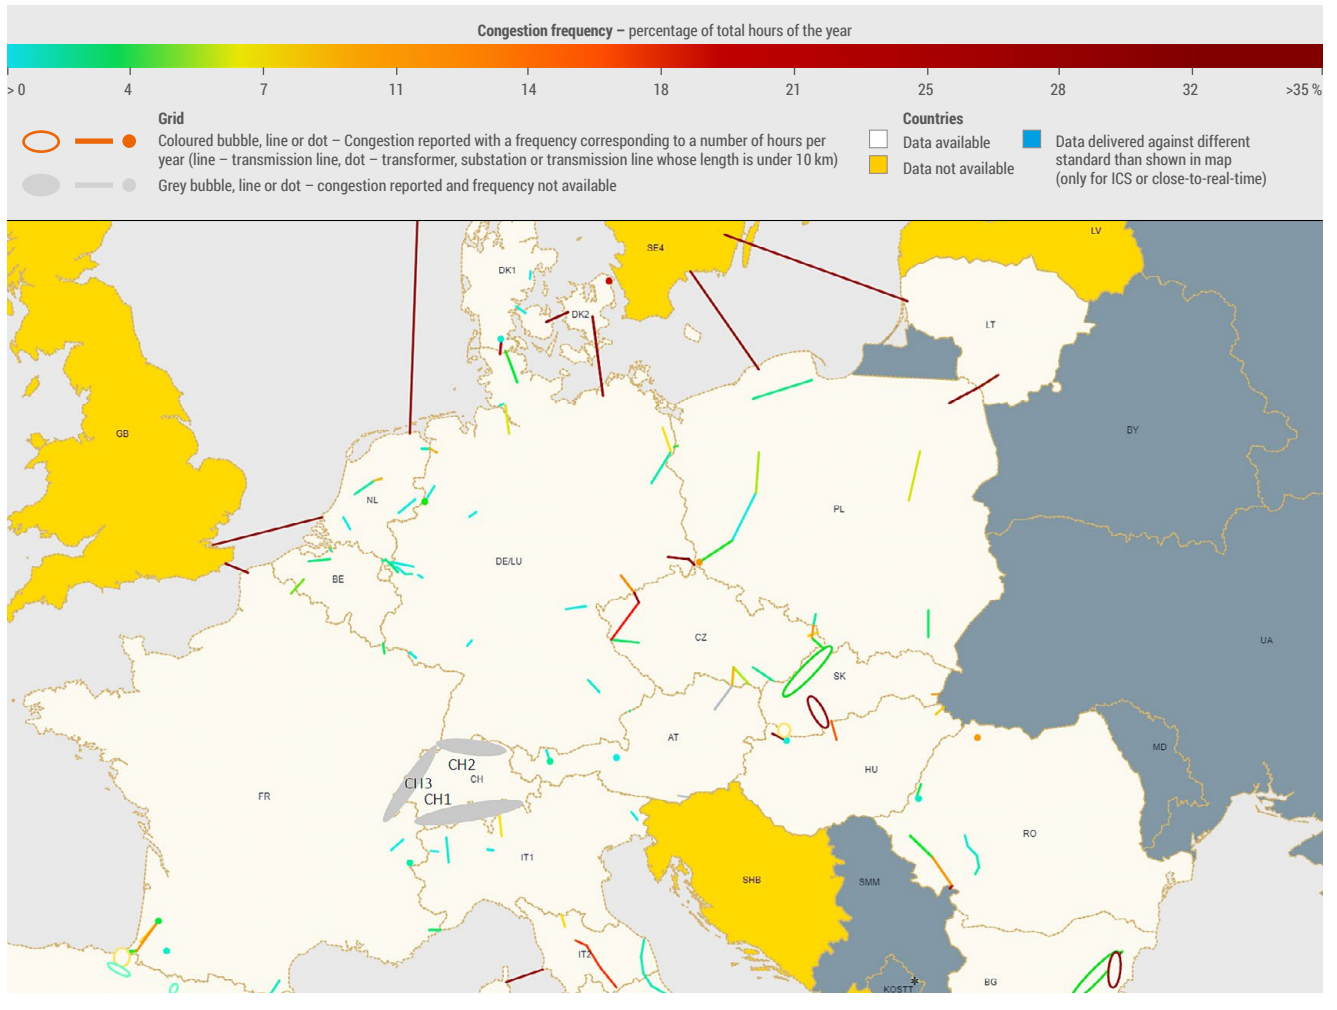 Congestion frequency – percentage of total hours of the year
> 0 4 7 11 14 18 21 25 28 32 >35 %
Grid
Coloured bubble, line or dot – Congestion reported with a frequency corresponding to a number of hours per
year (line – transmission line, dot – transformer, substation or transmission line whose length is under 10 km)
Grey bubble, line or dot – congestion reported and frequency not available
Countries
Data available
Data not available
Data delivered against different
standard than shown in map
(only for ICS or close-to-real-time)
LV
SE4
DK1
DK2
LT
GB
BY
NL
PL
DE/LU
BE
CZ
UA
SK
AT
MD
CH2
CH
HU
CH3
CH1
FR
RO
IT1
SHB
SMM
IT2
BG
KOSTT *